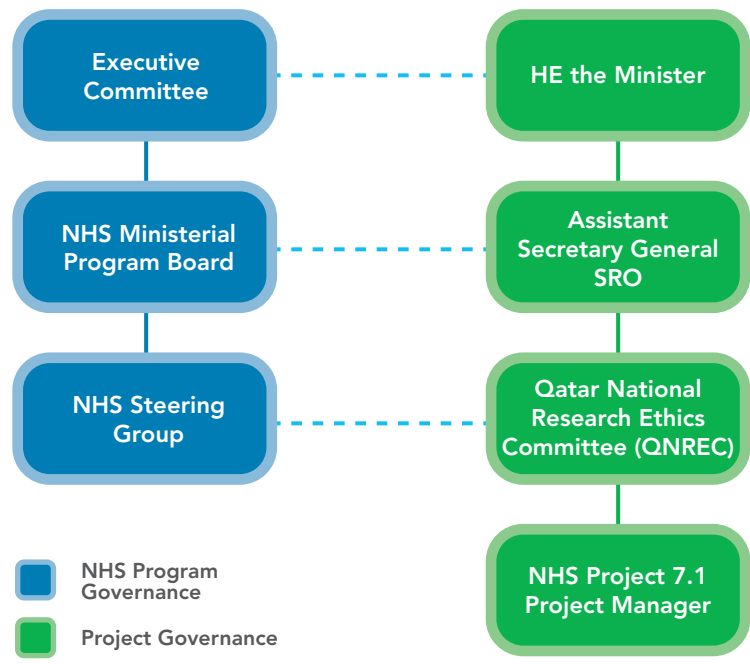 Executive
Committee
HE the Minister
NHS Ministerial
Program Board
Assistant
Secretary General
SRO
NHS Steering
Group
Qatar National
Research Ethics
Committee (QNREC)
NHS Project 7.1
Project Manager
NHS Program
Governance
Project Governance